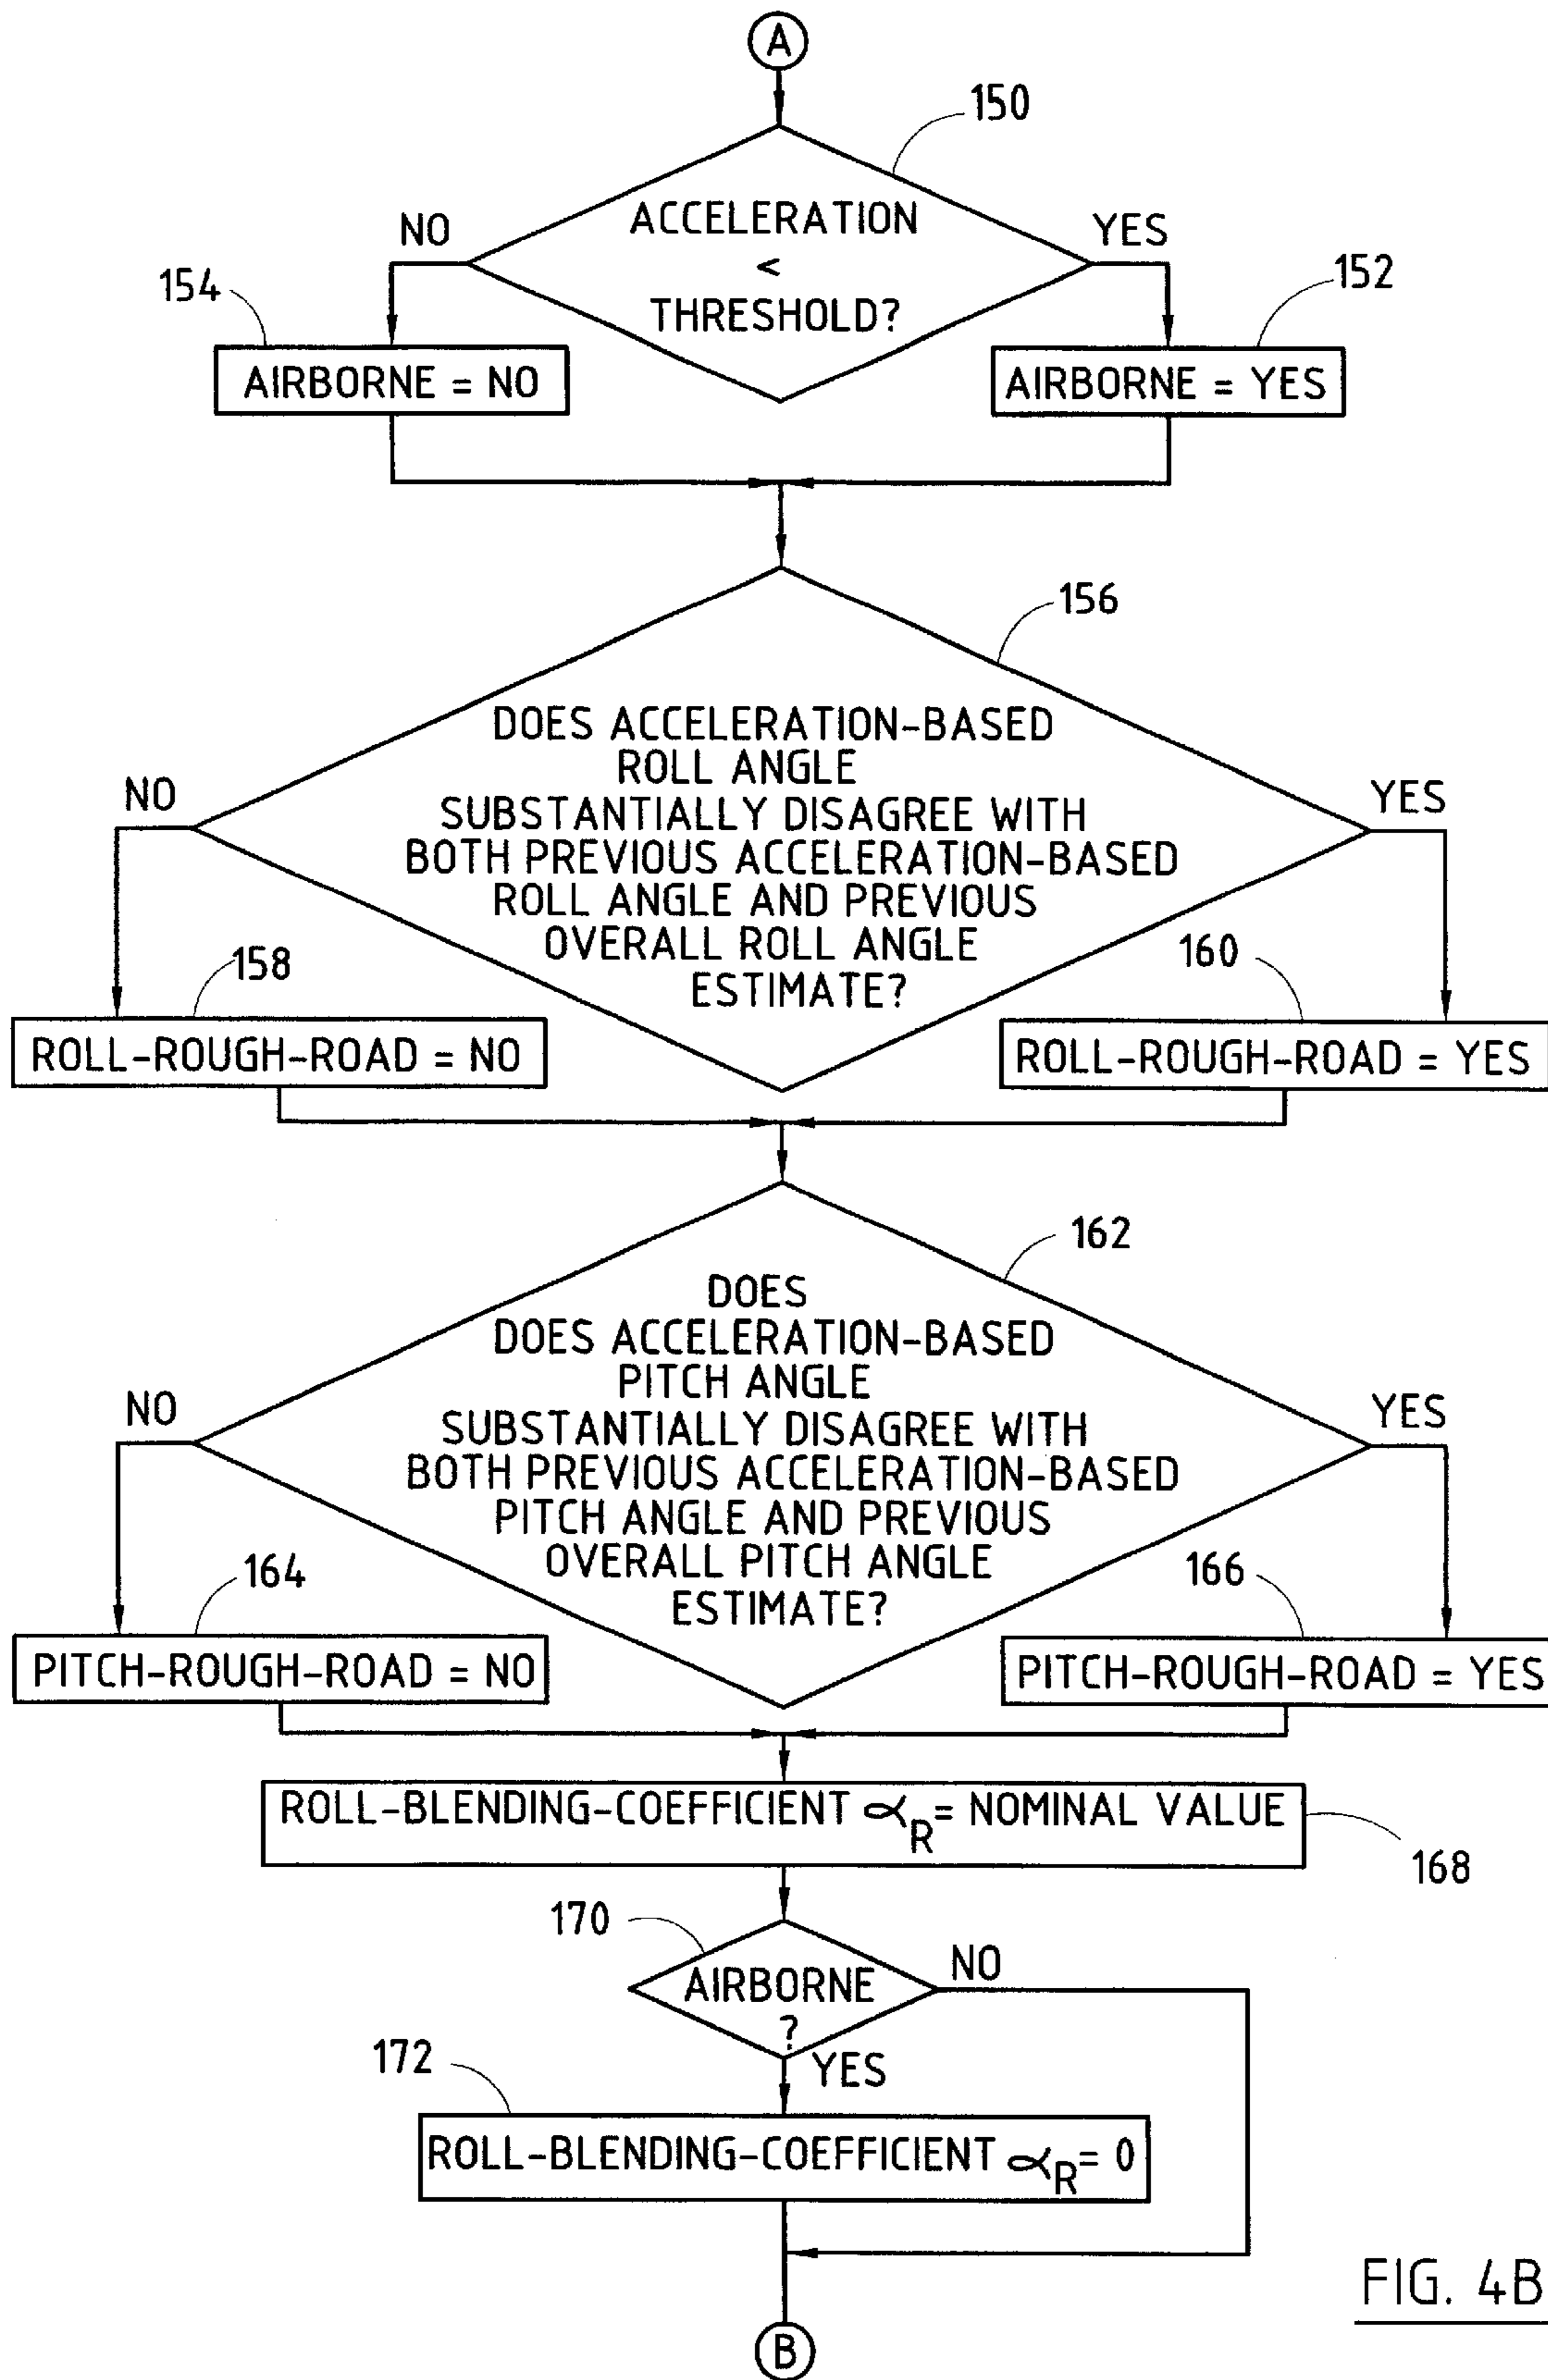 A
150
NO
ACCELERATION
YES
<
154
152
THRESHOLD?
AIRBORNE = NO
AIRBORNE = YES
156
DOES ACCELERATION-BASED
ROLL ANGLE
NO
YES
SUBSTANTIALLY DISAGREE WITH
BOTH PREVIOUS ACCELERATION-BASED
ROLL ANGLE AND PREVIOUS
OVERALL ROLL ANGLE
158
160
ESTIMATE?
ROLL-ROUGH-ROAD = NO
ROLL-ROUGH-ROAD = YES
162
DOES
DOES ACCELERATION-BASED
PITCH ANGLE
NO
YES
SUBSTANTIALLY DISAGREE WITH
BOTH PREVIOUS ACCELERATION-BASED
PITCH ANGLE AND PREVIOUS
OVERALL PITCH ANGLE
164
166
ESTIMATE?
PITCH-ROUGH-ROAD = NO
PITCH-ROUGH-ROAD = YES
ROLL-BLENDING-COEFFICIENT ∝R = NOMINAL VALUE
168
170
NO
AIRBORNE
?
172
YES
ROLL-BLENDING-COEFFICIENT ∝R = 0
FIG. 4B
B